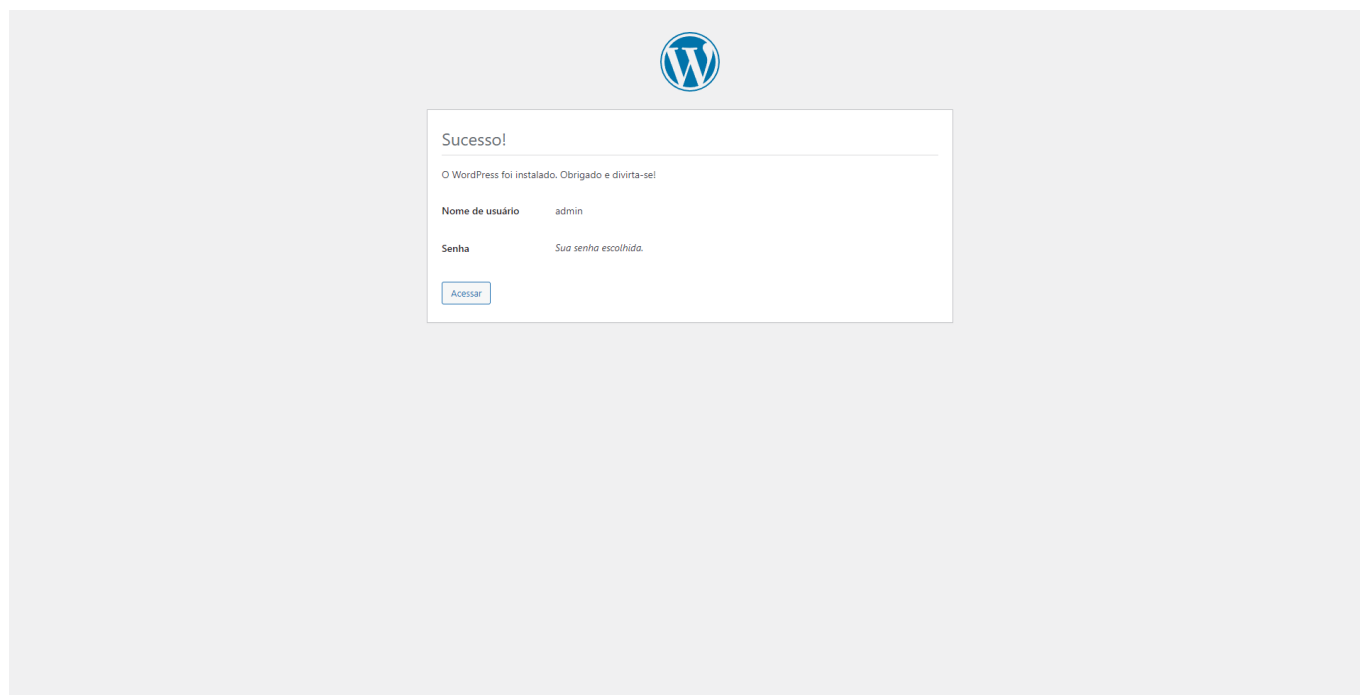 Sucesso!
O WordPress foi instalado. Obrigado e divirta-se!
Nome de usuário admin
Senha Sua senha escolhida.
Acessar